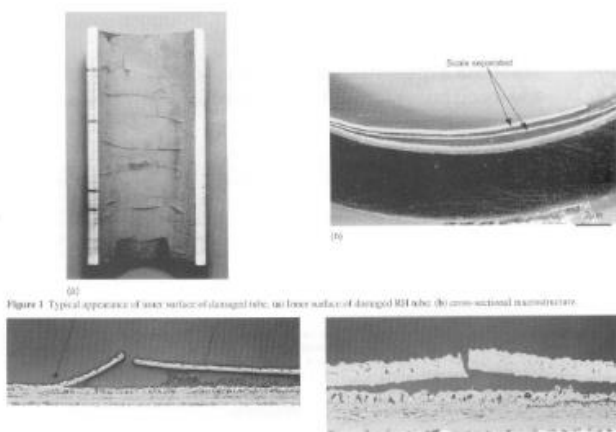 Scale separated
(b)
(a)
Figure 1 Typical appearance of inner surface of damaged tube. (a) Inner surface of damaged RH tube; (b) cross-sectional microstructure.